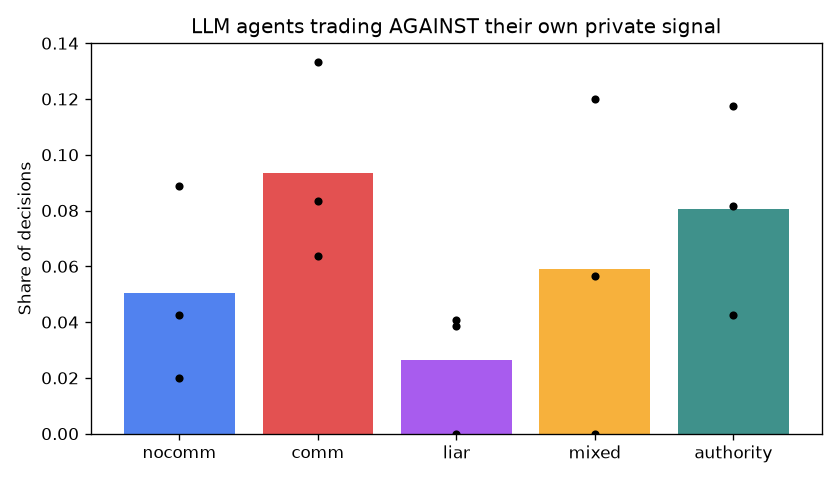 LLM agents trading AGAINST their own private signal
Share of decisions
0.14
0.12
0.10
0.08
0.06
0.04
0.02
0.00
nocomm comm liar mixed authority